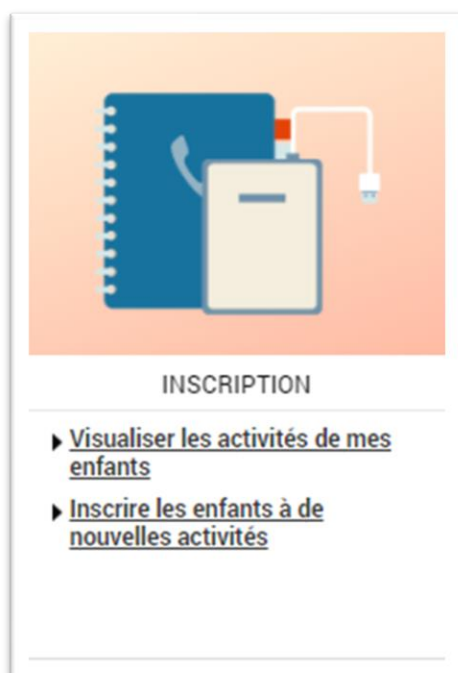 INSCRIPTION
Visualiser les activités de mes
enfants
Inscrire les enfants à de
nouvelles activités